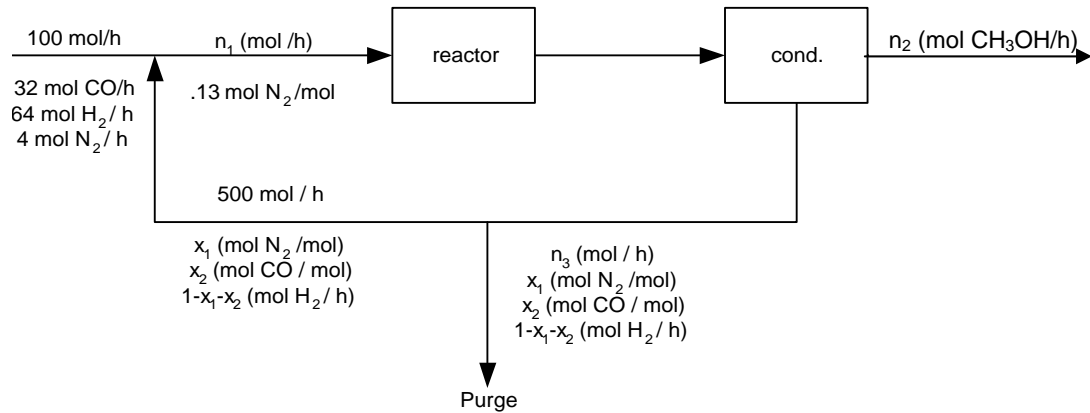 100 mol/h
32 mol CO/h
64 mol H2/ h
4 mol N2/ h
n1 (mol /h)
.13 mol N2/mol
reactor
cond.
n2 (mol CH3OH/h)
500 mol / h
x1 (mol N2 /mol)
x2 (mol CO / mol)
1-x1-x2 (mol H2/ h)
n3 (mol / h)
x1 (mol N2 /mol)
x2 (mol CO / mol)
1-x1-x2 (mol H2/ h)
Purge